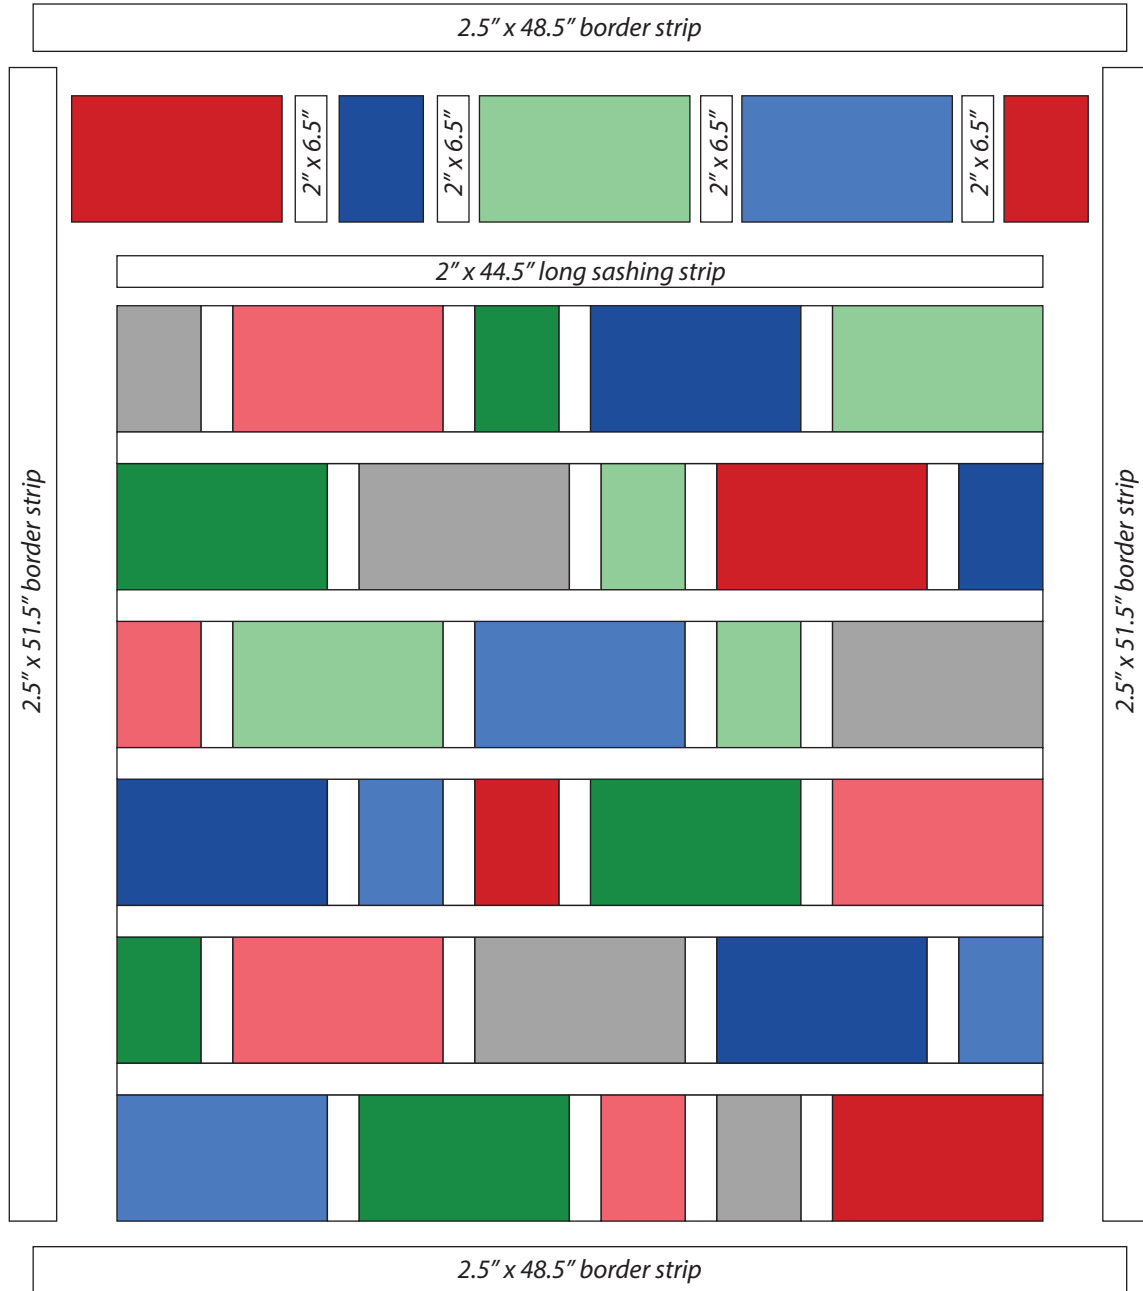 2.5” x 48.5” border strip
2” x 6.5”
2” x 6.5”
2” x 6.5”
2” x 6.5”
2” x 44.5” long sashing strip
2.5” x 51.5” border strip
2.5” x 51.5” border strip
2.5” x 48.5” border strip